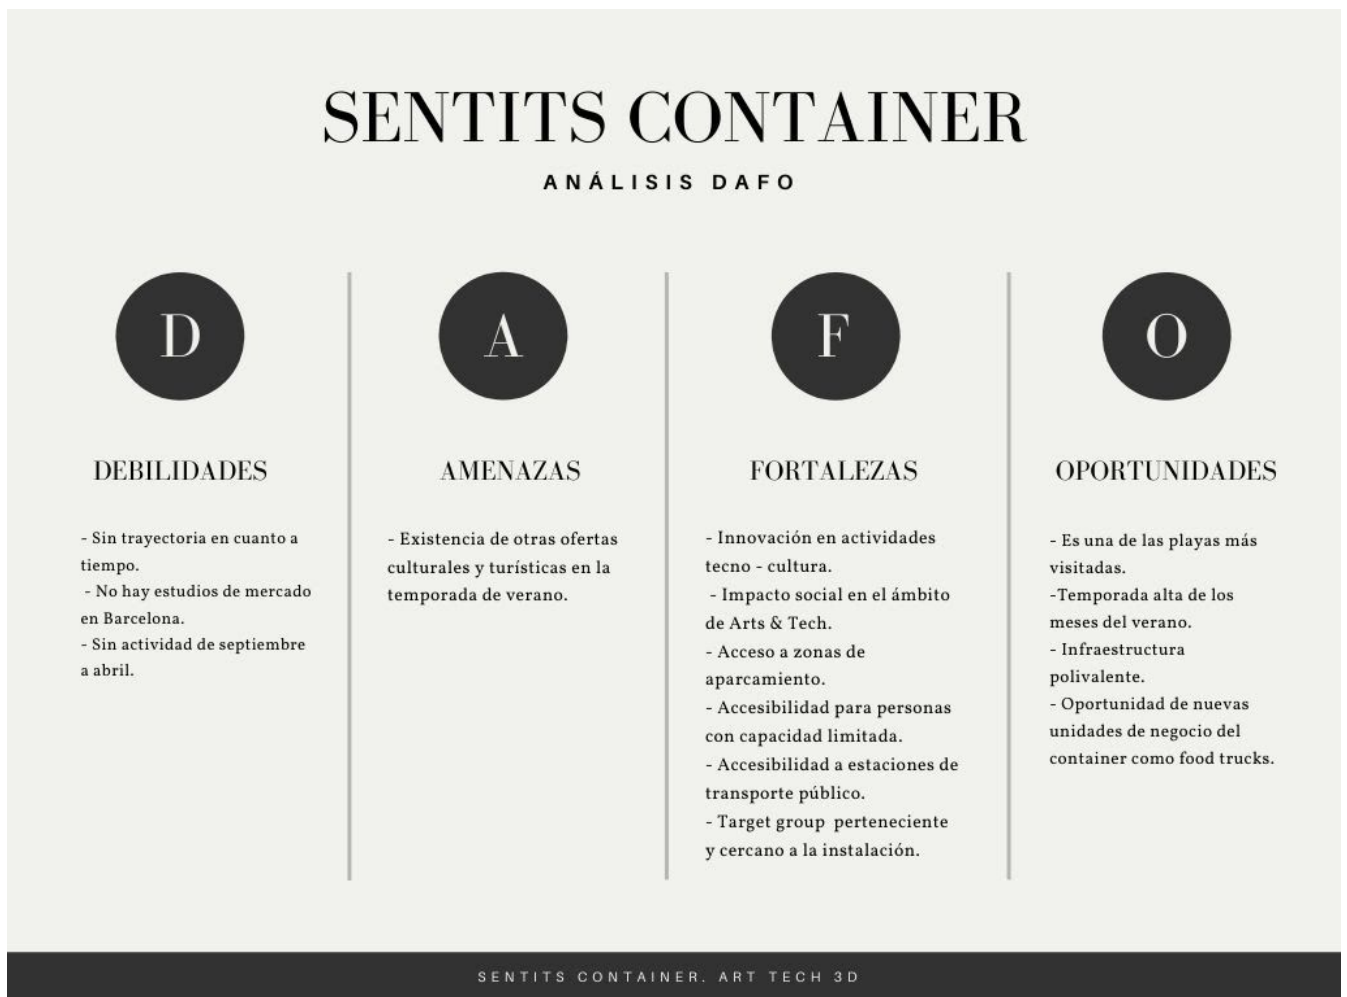 SENTITS CONTAINER
ANÁLISIS DAFO
D
DEBILIDADES
- Sin trayectoria en cuanto a
tiempo.
- No hay estudios de mercado
en Barcelona.
- Sin actividad de septiembre
a abril.
A
AMENAZAS
- Existencia de otras ofertas
culturales y turísticas en la
temporada de verano.
F
FORTALEZAS
- Innovación en actividades
tecno - cultura.
- Impacto social en el ámbito
de Arts & Tech.
- Acceso a zonas de
aparcamiento.
- Accesibilidad para personas
con capacidad limitada.
- Accesibilidad a estaciones de
transporte público.
- Target group perteneciente
y cercano a la instalación.
O
OPORTUNIDADES
- Es una de las playas más
visitadas.
-Temporada alta de los
meses del verano.
- Infraestructura
polivalente.
- Oportunidad de nuevas
unidades de negocio del
container como food trucks.
SENTITS CONTAINER. ART TECH 3D